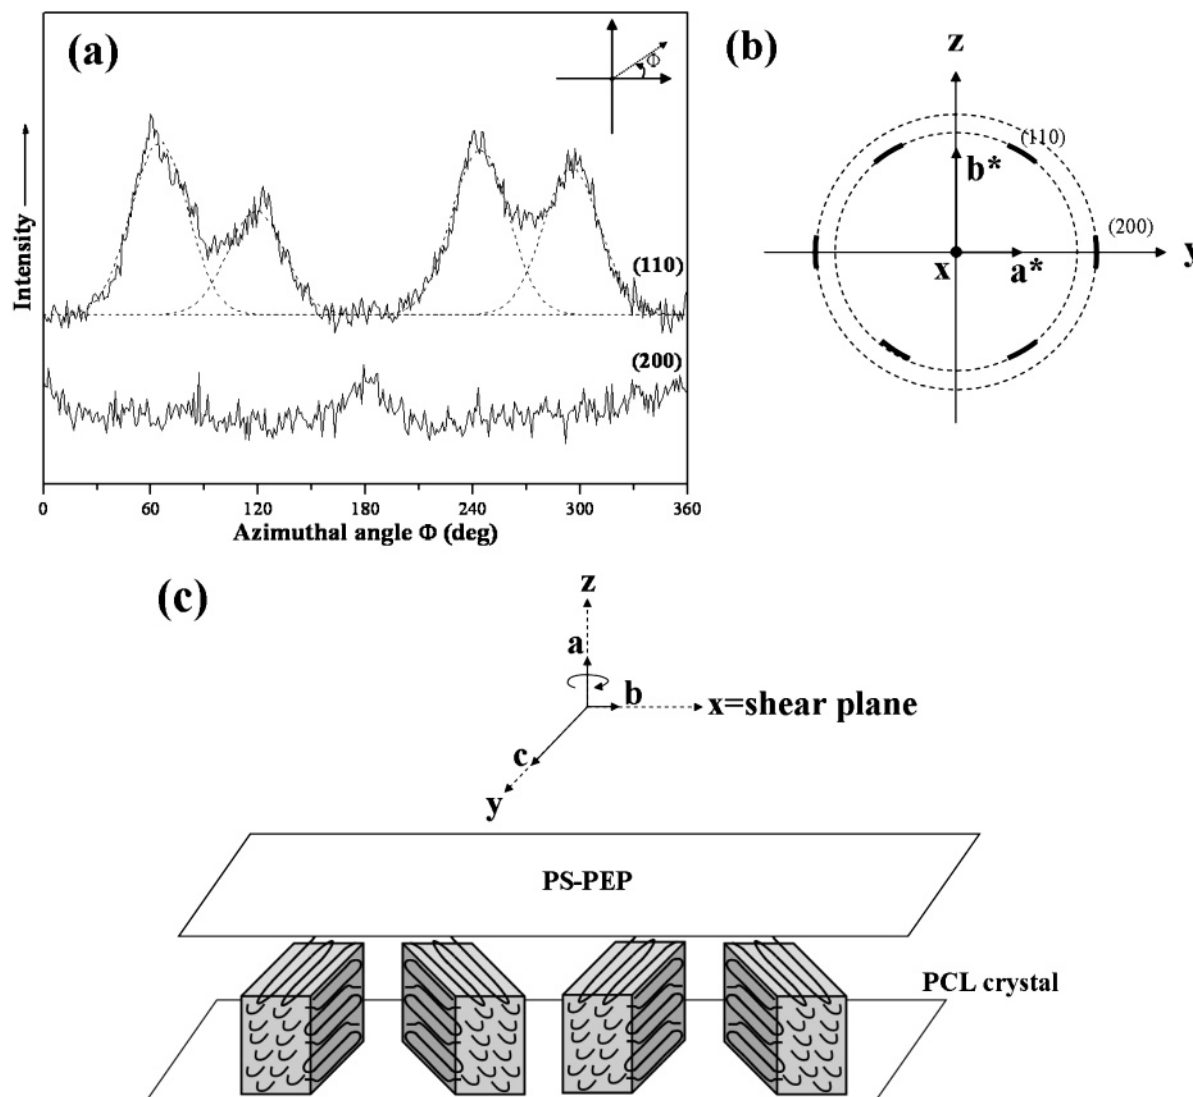 (a)
Φ
Intensity
(110)
(200)
0 60 120 180 240 300 360
Azimuthal angle Φ (deg)
(b)
z
(110)
b*
(200)
x a* y
(c)
z
a
b x=shear plane
c
y
PS-PEP
PCL crystal